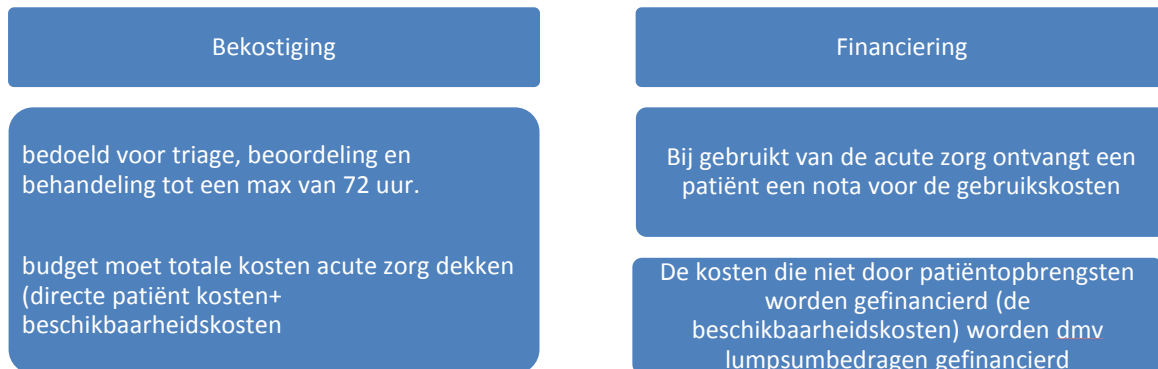 Bekostiging
bedoeld voor triage, beoordeling en
behandeling tot een max van 72 uur.
budget moet totale kosten acute zorg dekken
(directe patiënt kosten+
beschikbaarheidskosten
Financiering
Bij gebruikt van de acute zorg ontvangt een
patiënt een nota voor de gebruikskosten
De kosten die niet door patiëntopbrengsten
worden gefinancierd (de
beschikbaarheidskosten) worden dmv
lumpsumbedragen gefinancierd